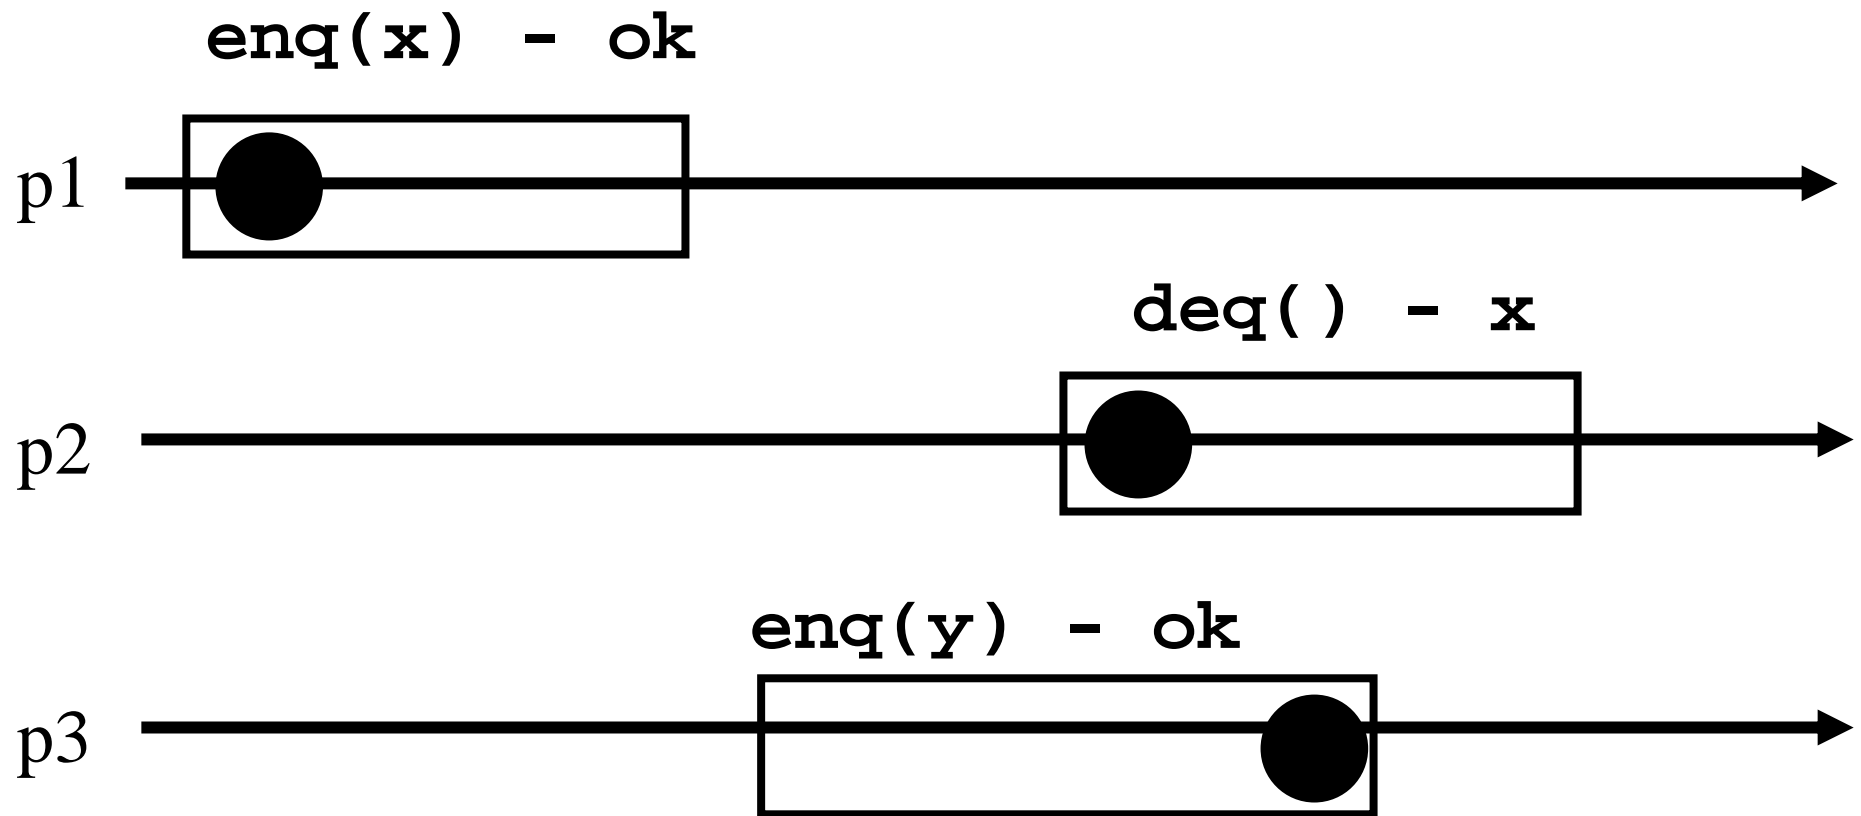 enq(x) - ok
p1
deq() - x
p2
enq(y) - ok
p3